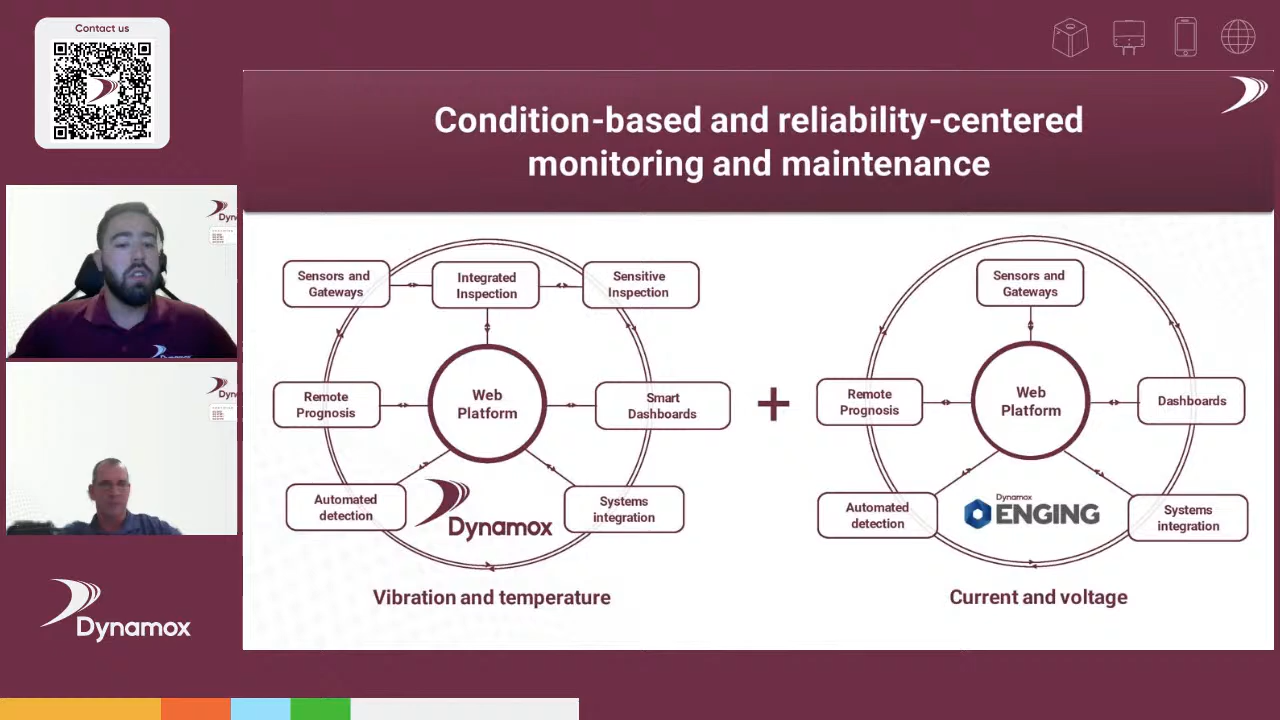 Contact us
Condition-based and reliability-centered
monitoring and maintenance
Sensors and
Gateways
Integrated
Inspection
Sensitive
Inspection
Remote
Prognosis
Web
Platform
Smart
Dashboards
Automated
detection
Dynamox
Systems
integration
Vibration and temperature
+
Sensors and
Gateways
Remote
Prognosis
Web
Platform
Dashboards
Automated
detection
Dynamox
ENGING
Systems
integration
Current and voltage
Dynamox